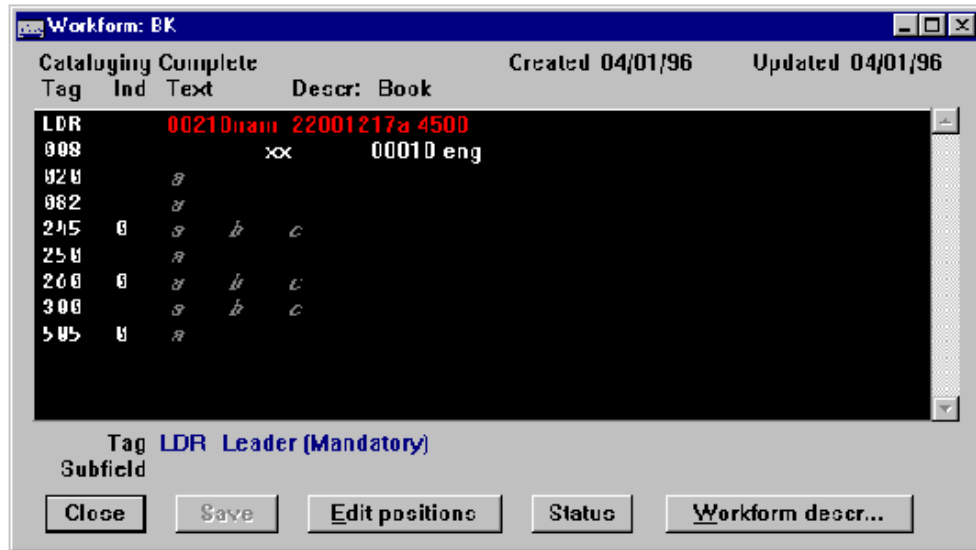 Workform: BK
Cataloging Complete Created 04/01/96 Updated 04/01/96
Tag Ind Text Descr: Book
LDR 00210nam 22001217a 4500
008 xx 00010 eng
020 a
082 a
245 0 a b c
250 a
260 0 a b c
300 a b c
505 0 a
Tag LDR Leader (Mandatory)
Subfield
Close Save Edit positions Status Workform descr...